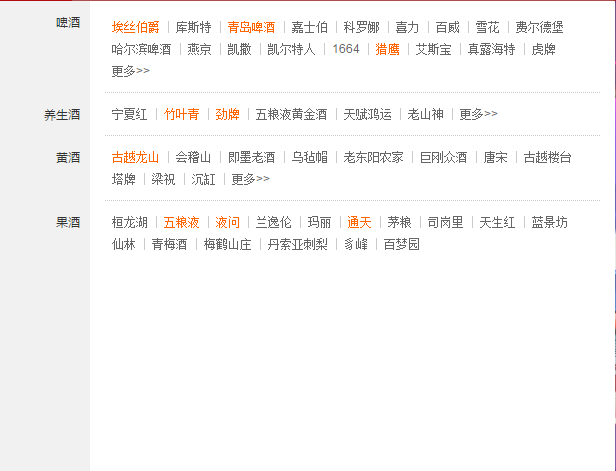 啤酒 埃丝伯爵 库斯特 青岛啤酒 嘉士伯 科罗娜 喜力 百威 雪花 费尔德堡
哈尔滨啤酒 燕京 凯撒 凯尔特人 1664 猎鹰 艾斯宝 真露海特 虎牌
更多>>
养生酒 宁夏红 竹叶青 劲牌 五粮液黄金酒 天赋鸿运 老山神 更多>>
黄酒 古越龙山 会稽山 即墨老酒 乌毡帽 老东阳农家 巨刚众酒 唐宋 古越楼台
塔牌 梁祝 沉缸 更多>>
果酒 桓龙湖 五粮液 液问 兰逸伦 玛丽 通天 茅粮 司岗里 天生红 蓝景坊
仙林 青梅酒 梅鹤山庄 丹索亚刺梨 豸峰 百梦园